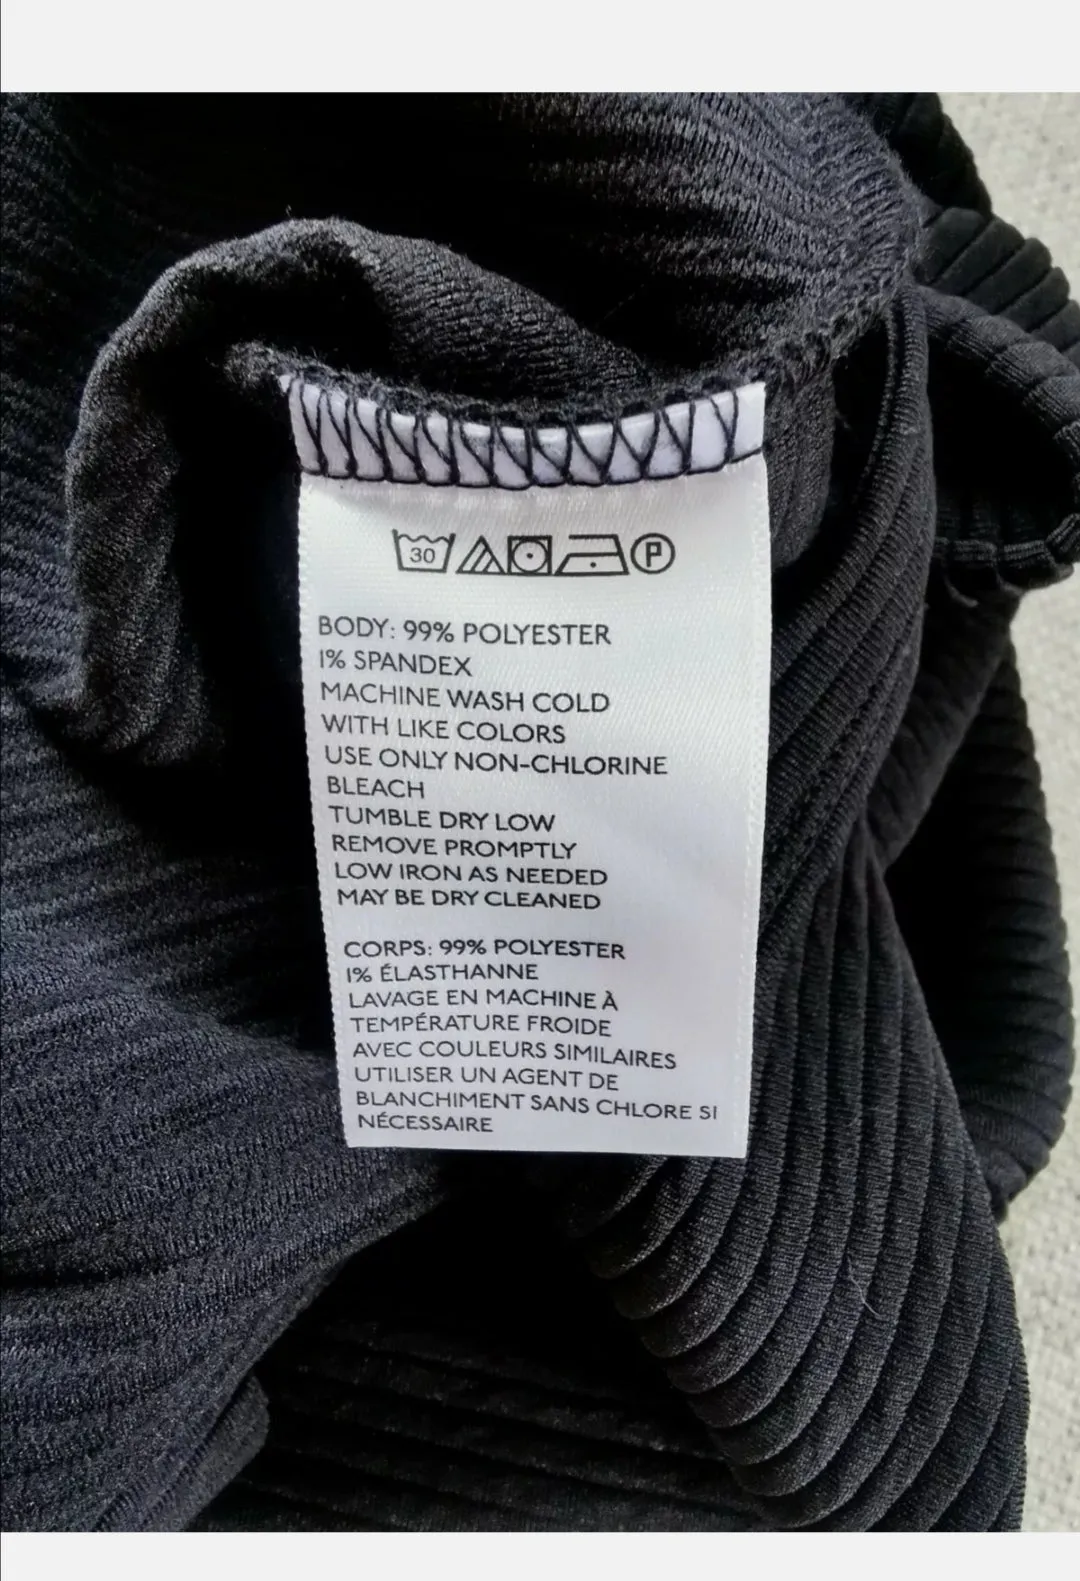 30 P
BODY: 99% POLYESTER
1% SPANDEX
MACHINE WASH COLD
WITH LIKE COLORS
USE ONLY NON-CHLORINE
BLEACH
TUMBLE DRY LOW
REMOVE PROMPTLY
LOW IRON AS NEEDED
MAY BE DRY CLEANED
CORPS: 99% POLYESTER
1% ÉLASTHANNE
LAVAGE EN MACHINE À
TEMPÉRATURE FROIDE
AVEC COULEURS SIMILAIRES
UTILISER UN AGENT DE
BLANCHIMENT SANS CHLORE SI
NÉCESSAIRE